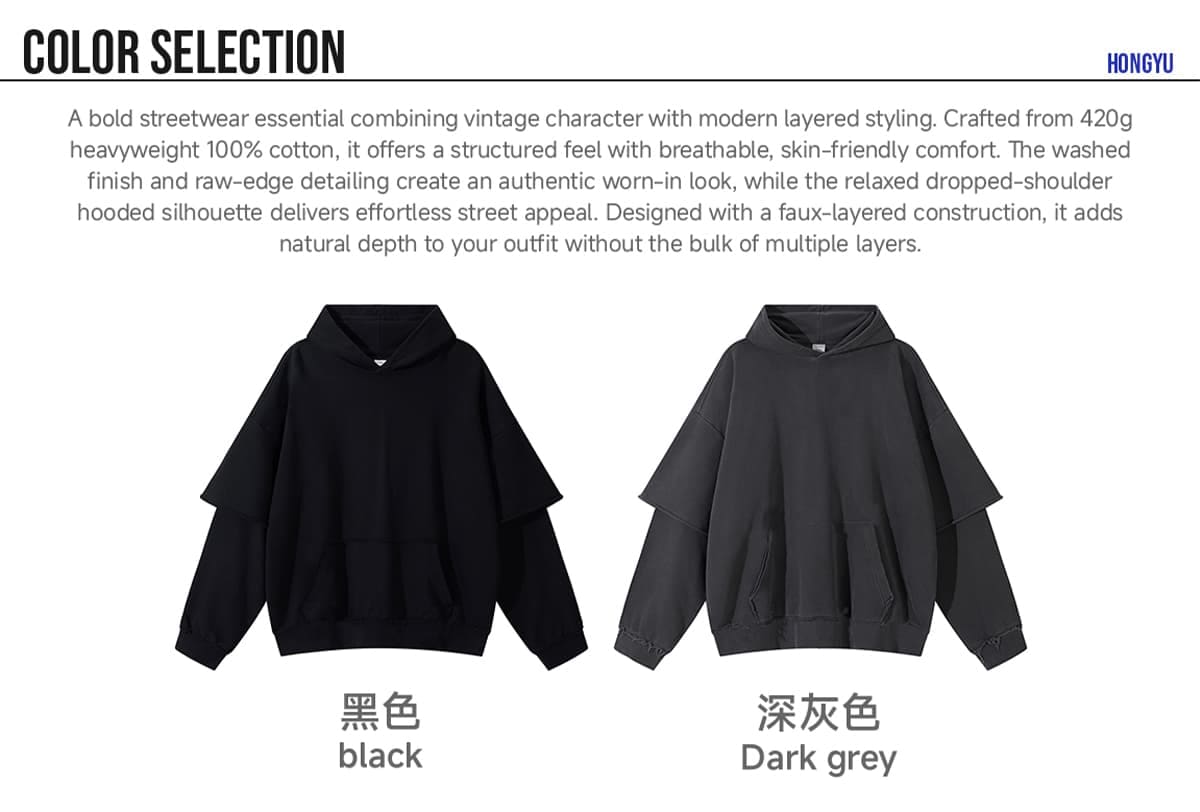 COLOR SELECTION
HONGYU
A bold streetwear essential combining vintage character with modern layered styling. Crafted from 420g
heavyweight 100% cotton, it offers a structured feel with breathable, skin-friendly comfort. The washed
finish and raw-edge detailing create an authentic worn-in look, while the relaxed dropped-shoulder
hooded silhouette delivers effortless street appeal. Designed with a faux-layered construction, it adds
natural depth to your outfit without the bulk of multiple layers.
黑色
black
深灰色
Dark grey